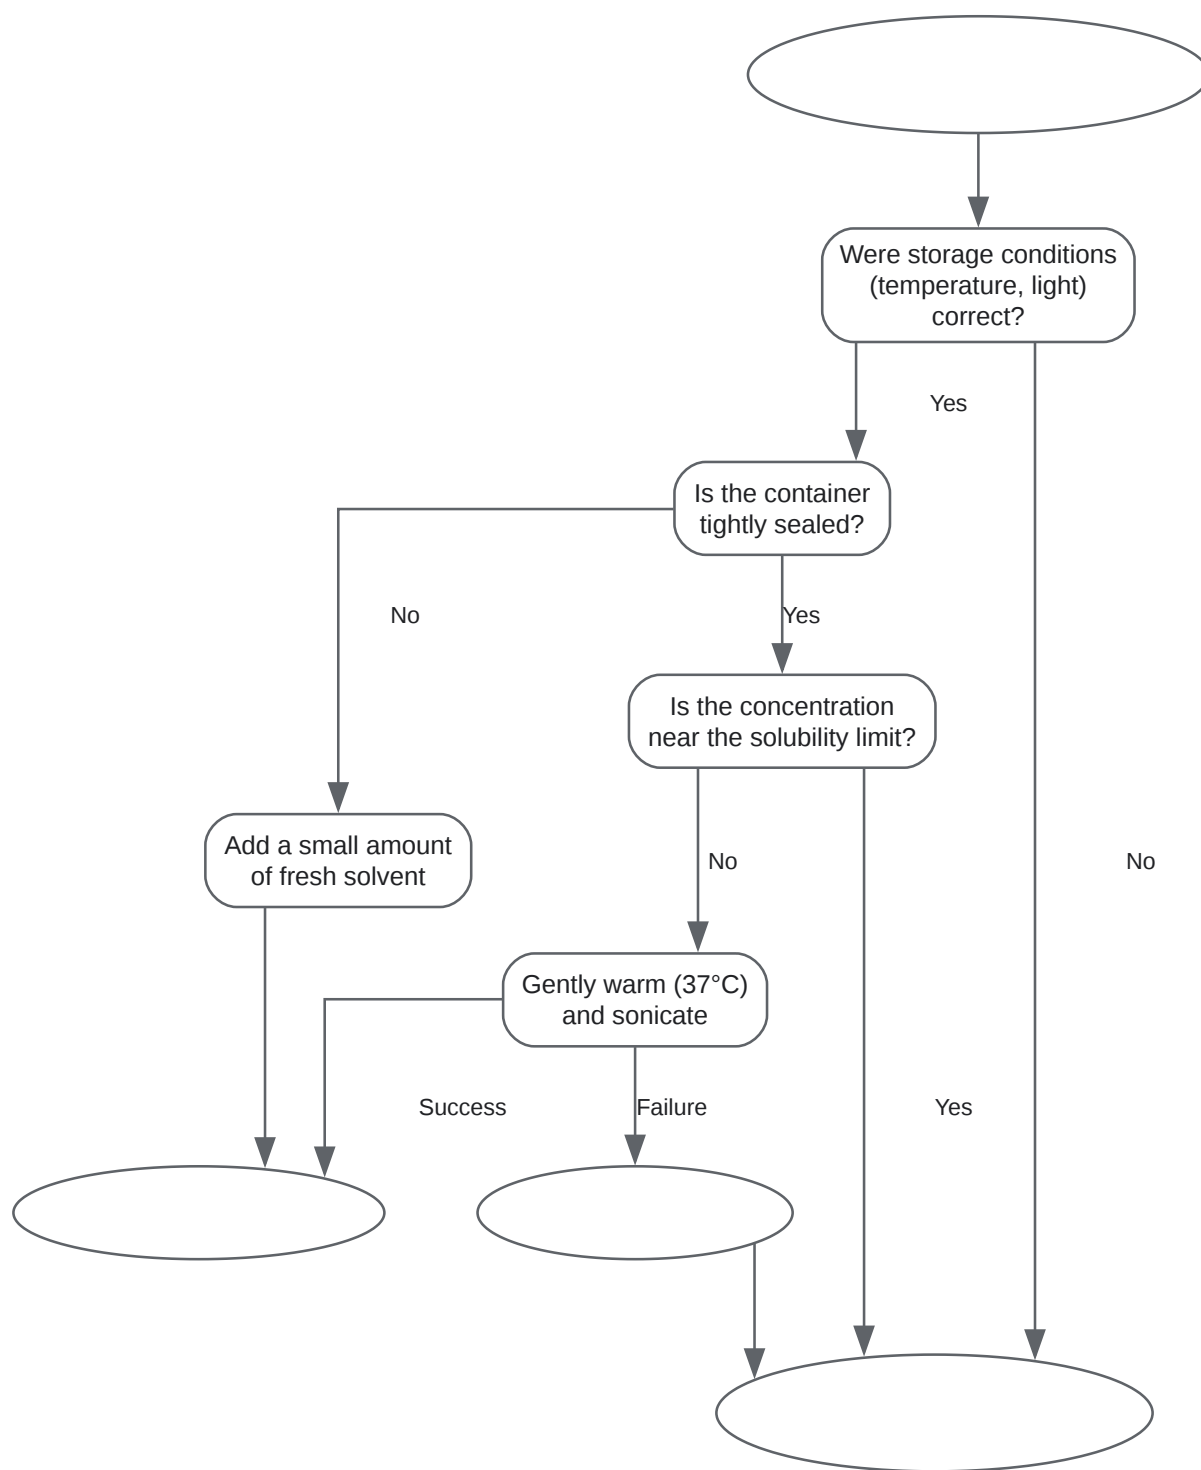 Were storage conditions
(temperature, light)
correct?
Yes
Is the container
tightly sealed?
No
Yes
Is the concentration
near the solubility limit?
Add a small amount
of fresh solvent
No
No
Gently warm (37°C)
and sonicate
Success
Failure
Yes